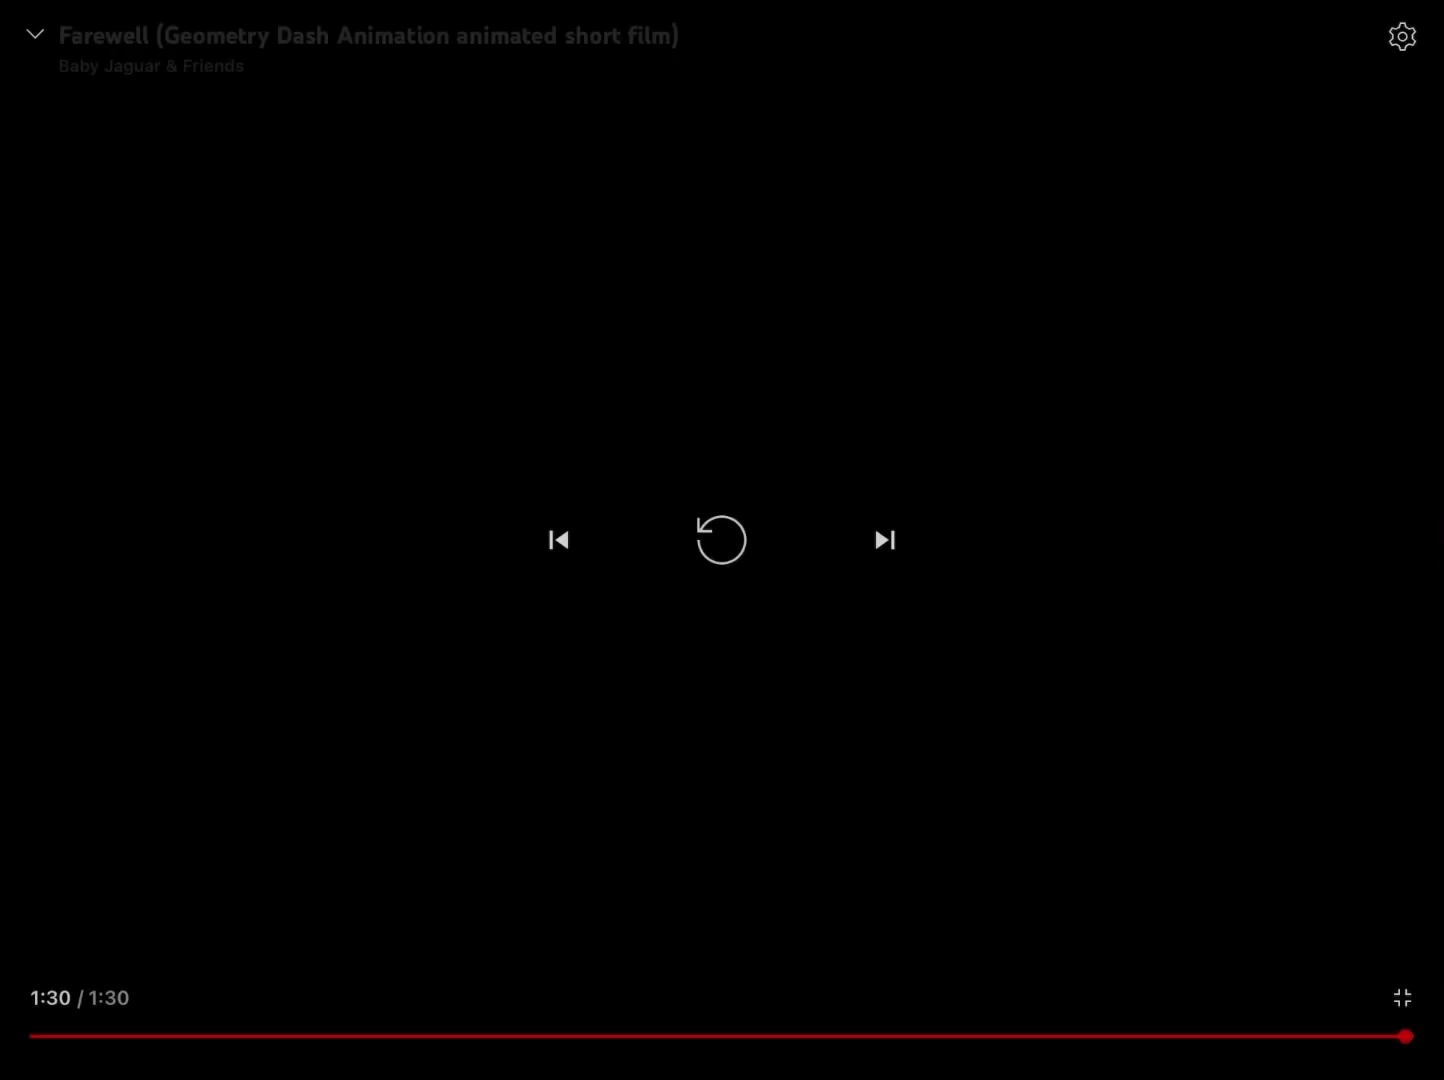 Farewell (Geometry Dash Animation animated short film)
Baby Jaguar & Friends
1:30 / 1:30